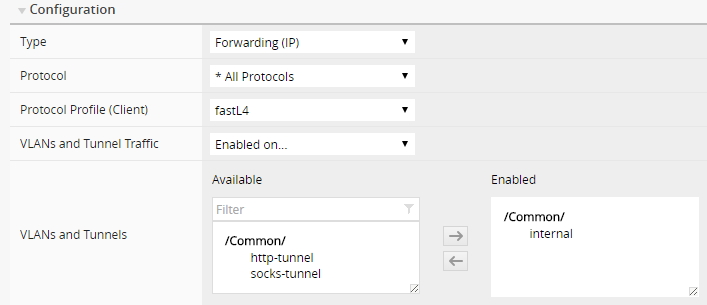 Configuration
Type Forwarding (IP)
Protocol * All Protocols
Protocol Profile (Client) fastL4
VLANs and Tunnel Traffic Enabled on...
Available Enabled
Filter
VLANs and Tunnels
/Common/
http-tunnel
socks-tunnel
/Common/
internal